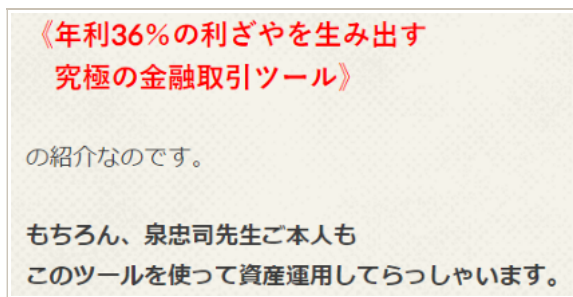 《年利36%の利ざやを生み出す
究極の金融取引ツール》
の紹介なのです。
もちろん、泉忠司先生ご本人も
このツールを使って資産運用してらっしゃいます。